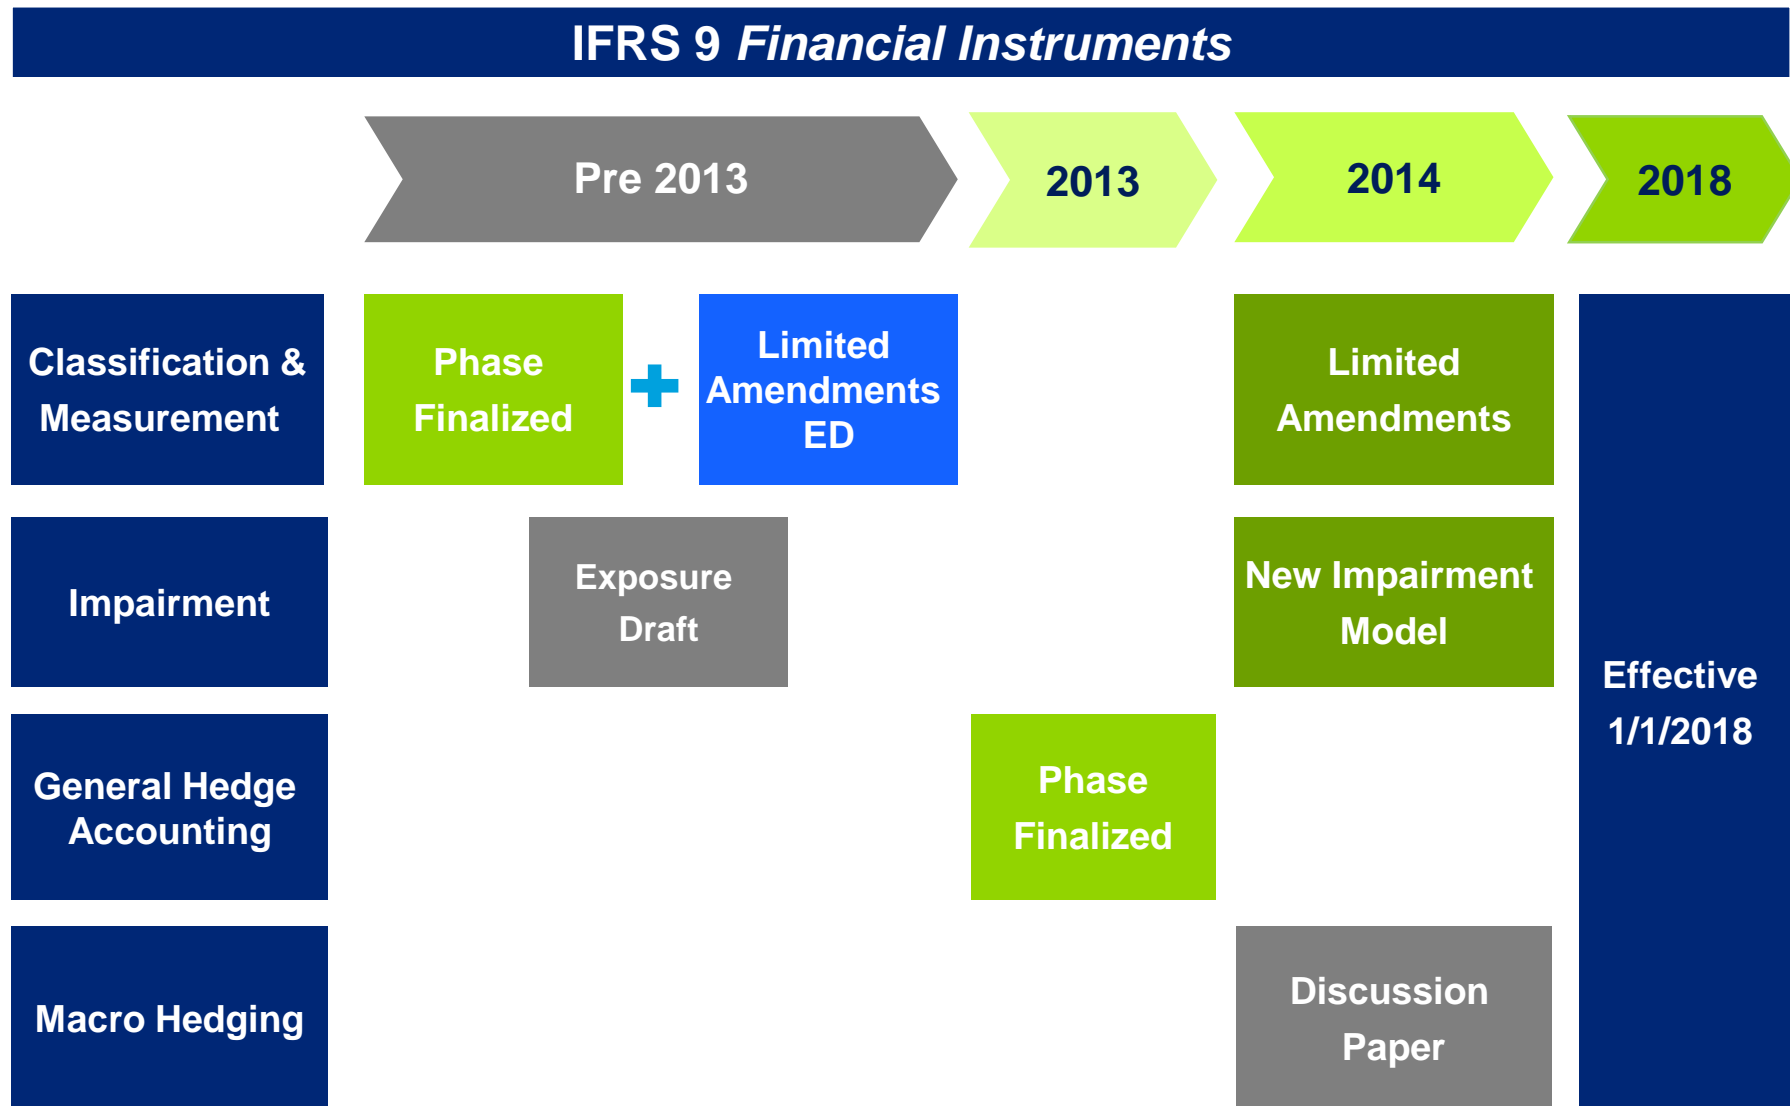 IFRS 9 Financial Instruments
Pre 2013
2013
2014
2018
Classification &
Measurement
Phase
Finalized
Limited
Amendments
ED
Limited
Amendments
Impairment
Exposure
Draft
New Impairment
Model
Effective
1/1/2018
General Hedge
Accounting
Phase
Finalized
Macro Hedging
Discussion
Paper